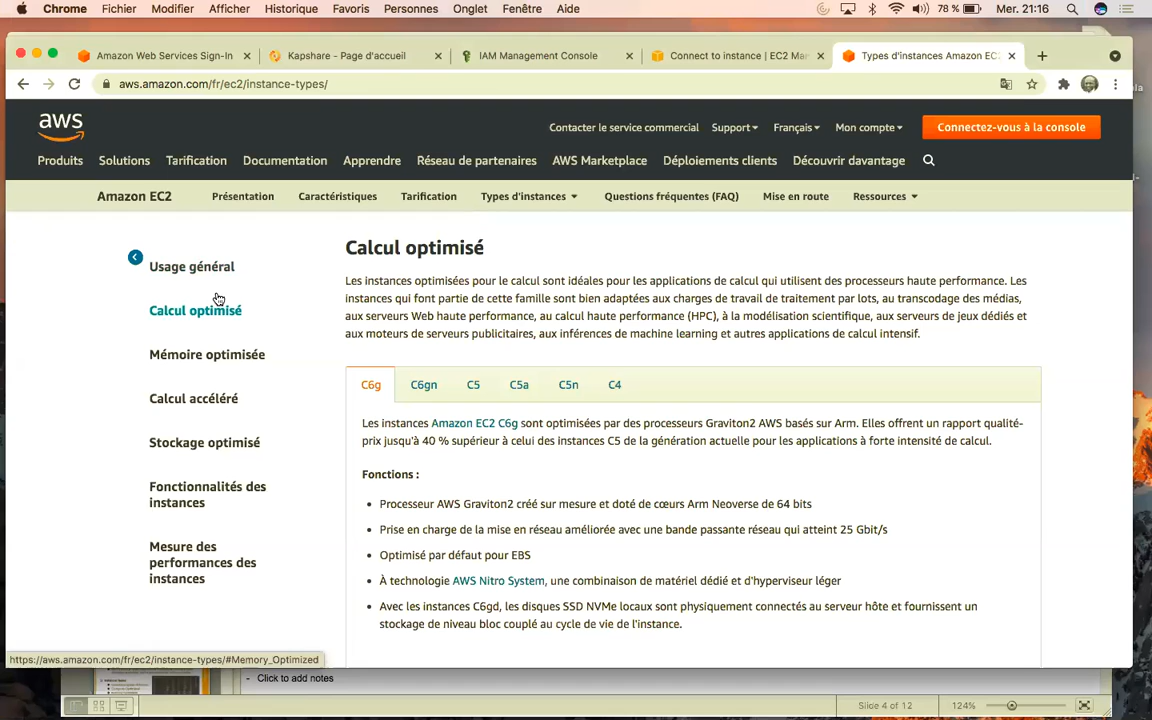 Chrome Fichier Modifier Afficher Historique Favoris Personnes Onglet Fenêtre Aide 78 % Mer. 21:16
Amazon Web Services Sign-In Kapshare - Page d'accueil IAM Management Console Connect to instance | EC2 Ma Types d'instances Amazon EC2
aws.amazon.com/fr/ec2/instance-types/
aws
Contacter le service commercial Support Français Mon compte Connectez-vous à la console
Produits Solutions Tarification Documentation Apprendre Réseau de partenaires AWS Marketplace Déploiements clients Découvrir davantage
Amazon EC2 Présentation Caractéristiques Tarification Types d'instances Questions fréquentes (FAQ) Mise en route Ressources
Usage général
Calcul optimisé
Mémoire optimisée
Calcul accéléré
Stockage optimisé
Fonctionnalités des
instances
Mesure des
performances des
instances
Calcul optimisé
Les instances optimisées pour le calcul sont idéales pour les applications de calcul qui utilisent des processeurs haute performance. Les
instances qui font partie de cette famille sont bien adaptées aux charges de travail de traitement par lots, au transcodage des médias,
aux serveurs Web haute performance, au calcul haute performance (HPC), à la modélisation scientifique, aux serveurs de jeux dédiés et
aux moteurs de serveurs publicitaires, aux inférences de machine learning et autres applications de calcul intensif.
C6g C6gn C5 C5a C5n C4
Les instances Amazon EC2 C6g sont optimisées par des processeurs Graviton2 AWS basés sur Arm. Elles offrent un rapport qualité-
prix jusqu'à 40 % supérieur à celui des instances C5 de la génération actuelle pour les applications à forte intensité de calcul.
Fonctions :
• Processeur AWS Graviton2 créé sur mesure et doté de cœurs Arm Neoverse de 64 bits
• Prise en charge de la mise en réseau améliorée avec une bande passante réseau qui atteint 25 Gbit/s
• Optimisé par défaut pour EBS
• À technologie AWS Nitro System, une combinaison de matériel dédié et d'hyperviseur léger
• Avec les instances C6gd, les disques SSD NVMe locaux sont physiquement connectés au serveur hôte et fournissent un
stockage de niveau bloc couplé au cycle de vie de l'instance.
https://aws.amazon.com/fr/ec2/instance-types/#Memory_Optimized
- Click to add notes
Slide 4 of 12 124%